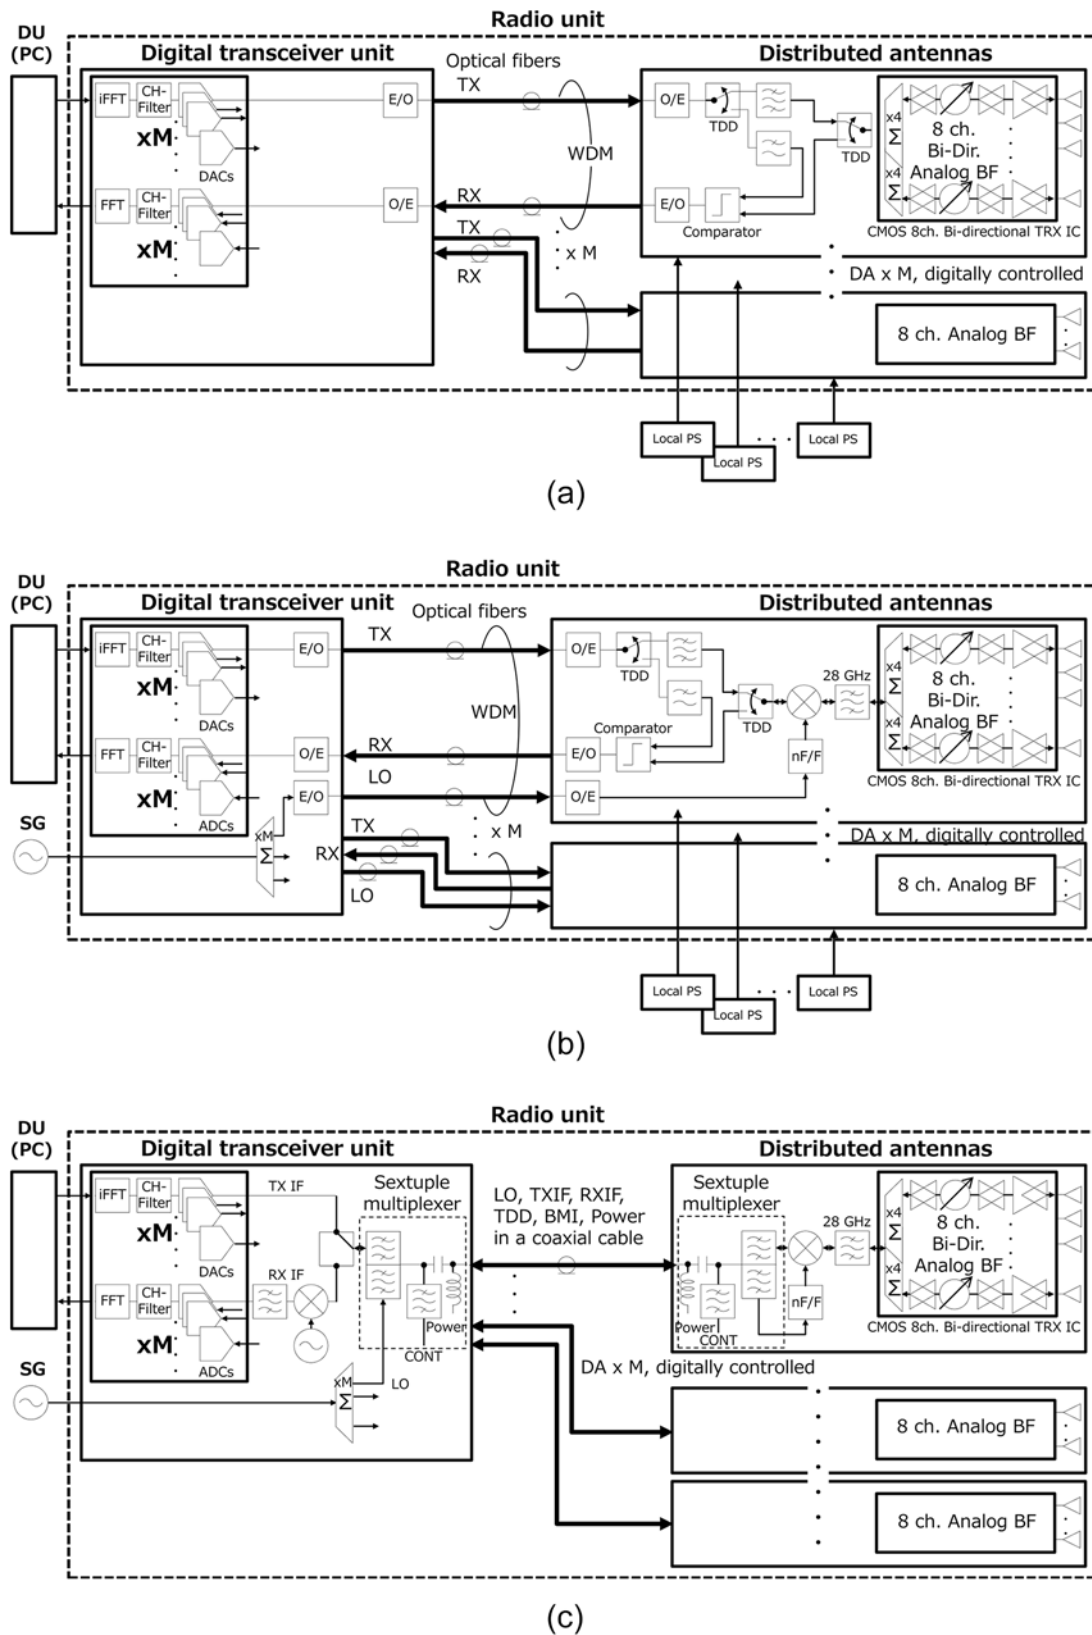 Radio unit
DU
(PC)
Digital transceiver unit
Optical fibers
Distributed antennas
iFFT
CH-
Filter
xM
DACs
E/O
TX
WDM
O/E
TDD
TDD
x4
Σ
8 ch.
Bi-Dir.
Analog BF
x4
Σ
FFT
CH-
Filter
xM
O/E
RX
E/O
Comparator
CMOS 8ch. Bi-directional TRX IC
TX
x M
RX
DA x M, digitally controlled
8 ch. Analog BF
Local PS
Local PS
Local PS
(a)
Radio unit
DU
(PC)
Digital transceiver unit
Optical fibers
Distributed antennas
iFFT
CH-
Filter
xM
DACs
E/O
TX
WDM
O/E
TDD
TDD
28 GHz
x4
Σ
8 ch.
Bi-Dir.
Analog BF
x4
Σ
FFT
CH-
Filter
xM
ADCs
O/E
RX
E/O
Comparator
nF/F
CMOS 8ch. Bi-directional TRX IC
LO
E/O
O/E
SG
xM
Σ
TX
x M
RX
LO
DA x M, digitally controlled
8 ch. Analog BF
Local PS
Local PS
Local PS
(b)
Radio unit
DU
(PC)
Digital transceiver unit
Distributed antennas
iFFT
CH-
Filter
xM
DACs
TX IF
Sextuple
multiplexer
LO, TXIF, RXIF,
TDD, BMI, Power
in a coaxial cable
Sextuple
multiplexer
28 GHz
x4
Σ
8 ch.
Bi-Dir.
Analog BF
x4
Σ
FFT
CH-
Filter
xM
ADCs
RX IF
Power
CONT
Power
CONT
nF/F
CMOS 8ch. Bi-directional TRX IC
SG
xM
Σ
LO
DA x M, digitally controlled
8 ch. Analog BF
8 ch. Analog BF
(c)